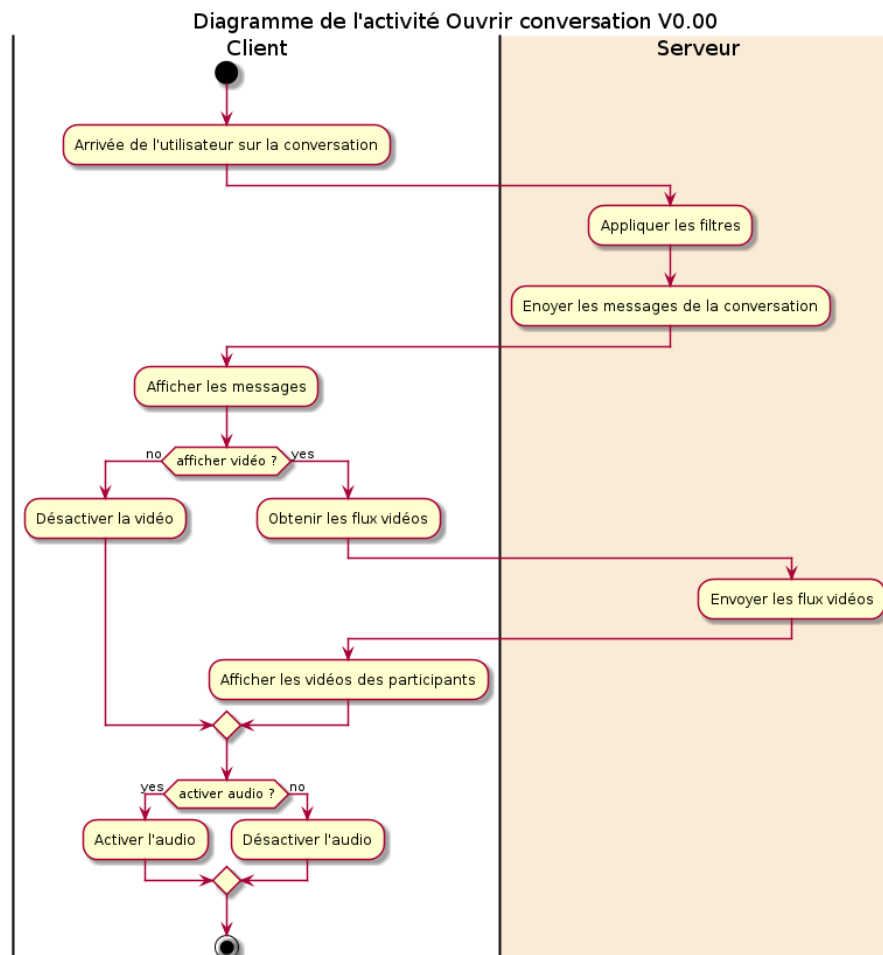 Diagramme de l'activité Ouvrir conversation V0.00
Client
Serveur
Arrivée de l'utilisateur sur la conversation
Appliquer les filtres
Enoyer les messages de la conversation
Afficher les messages
no
afficher vidéo ?
yes
Désactiver la vidéo
Obtenir les flux vidéos
Envoyer les flux vidéos
Afficher les vidéos des participants
yes
activer audio ?
no
Activer l'audio
Désactiver l'audio